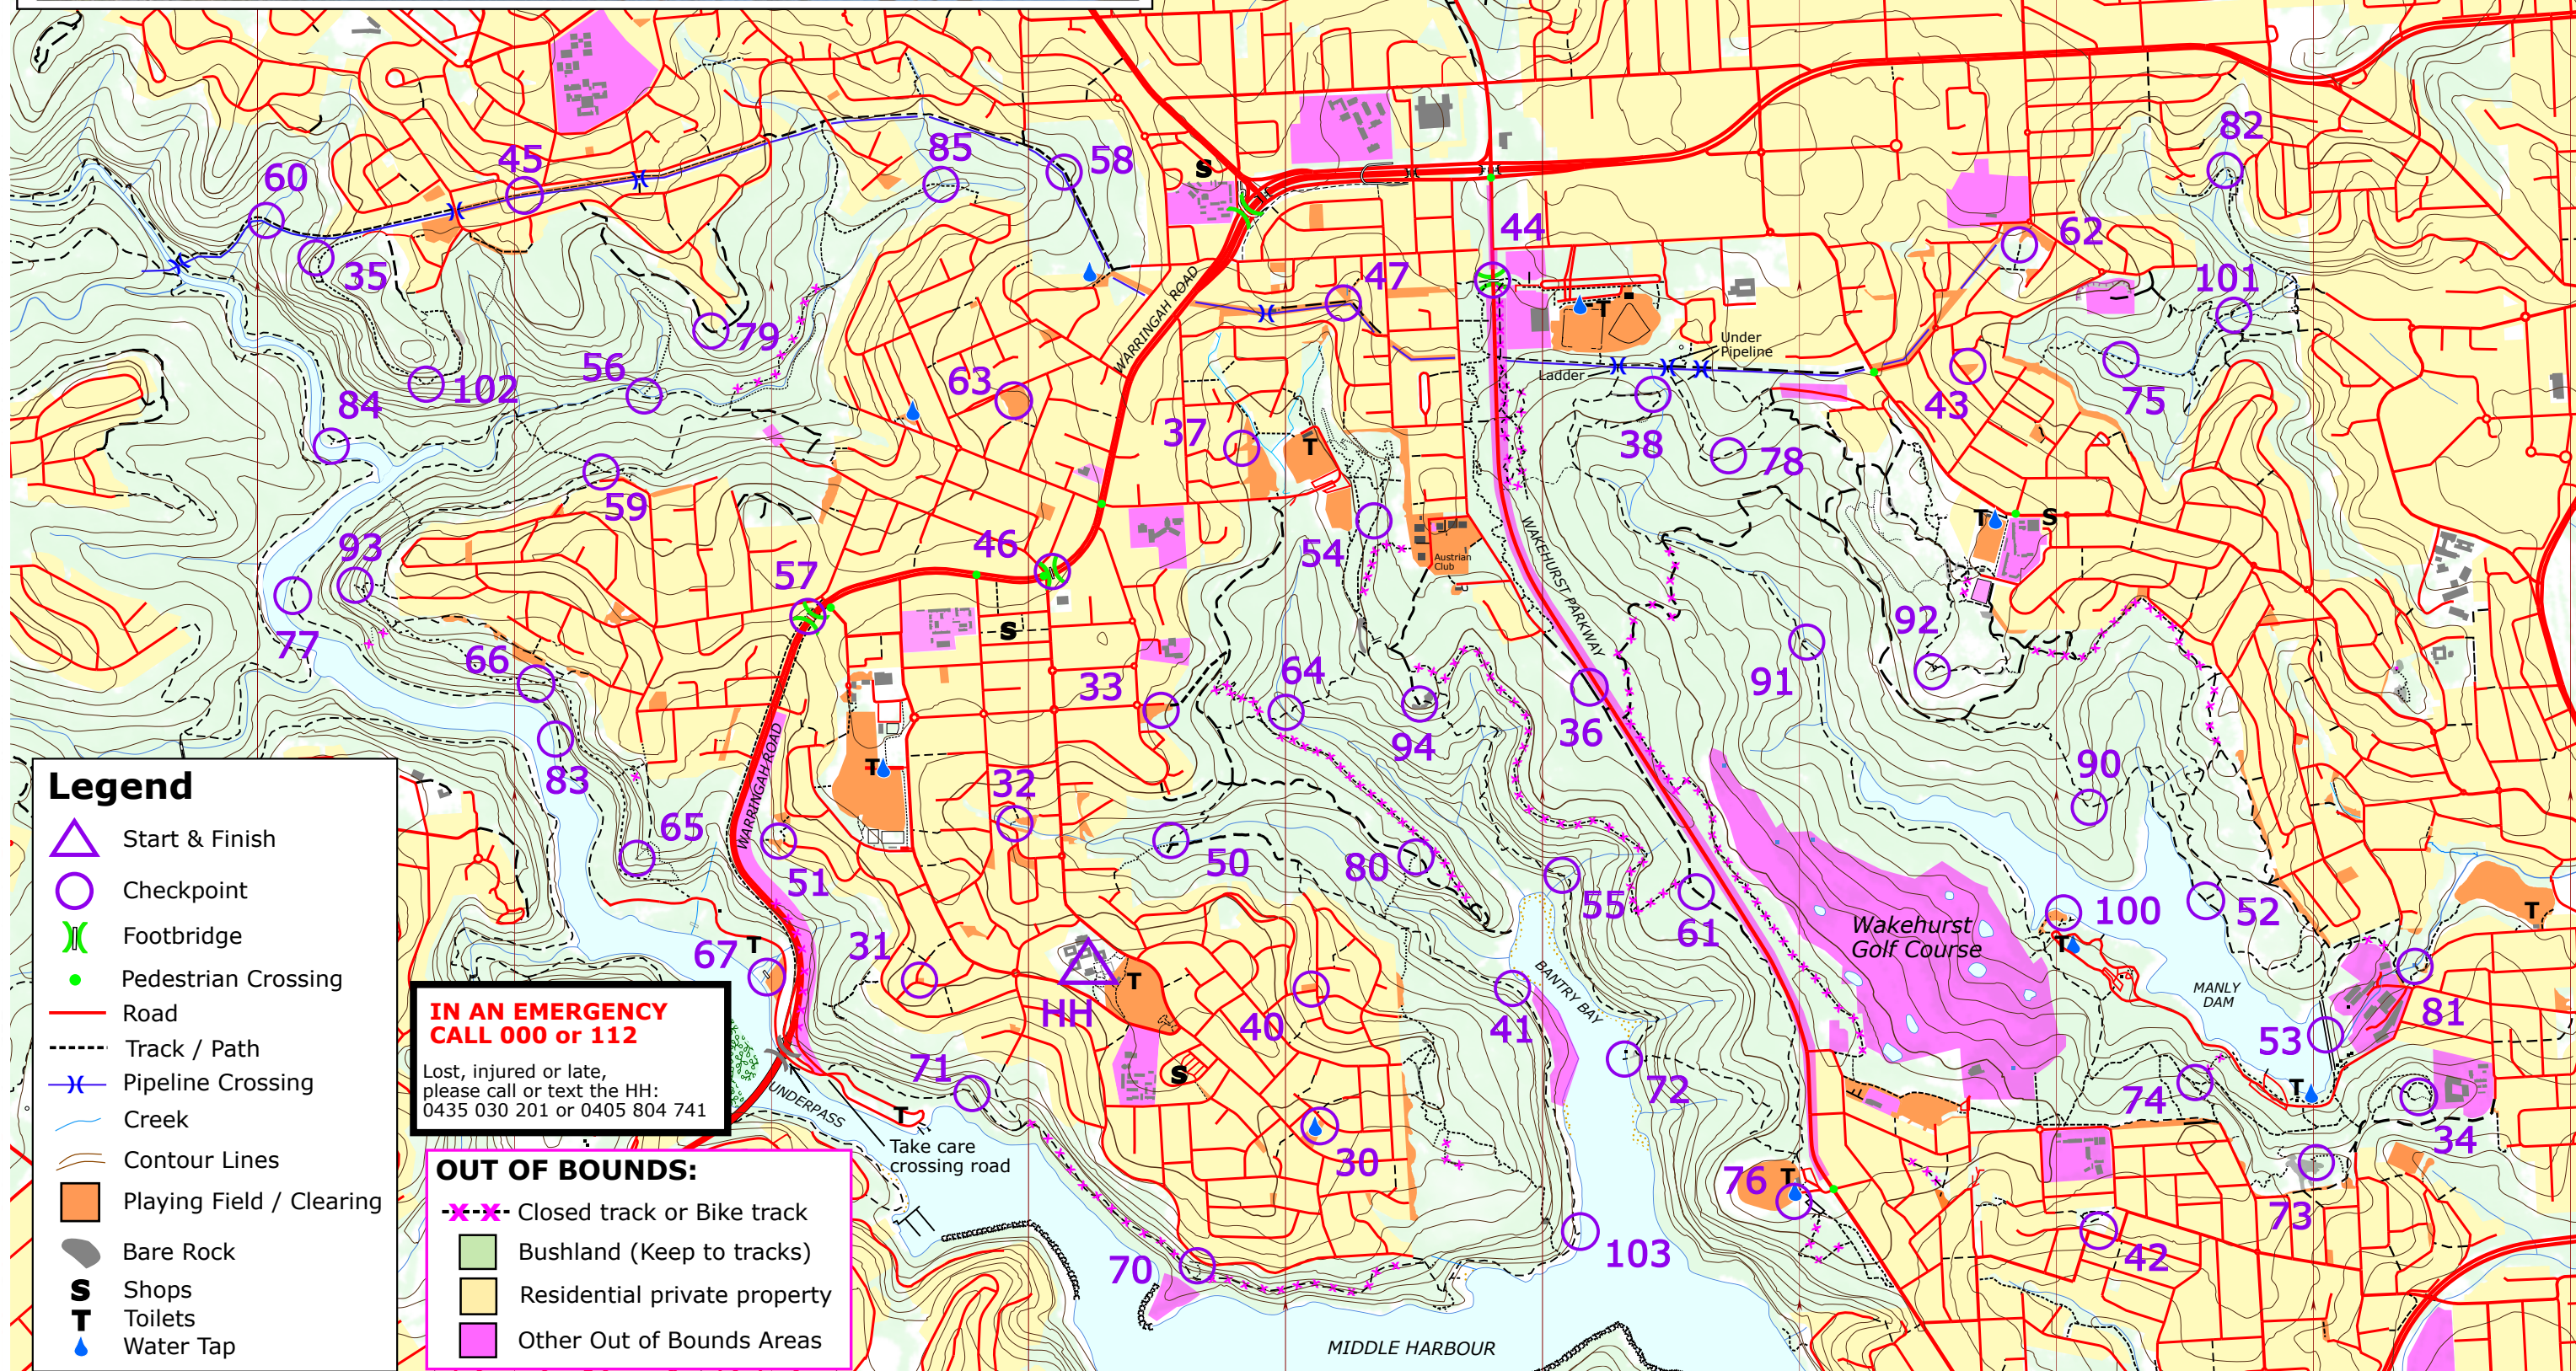 82
45
85
58
60
S
44
62
47
101
35
T
79
Under
Pipeline
56
Ladder
63
43
75
102
84
WARRINGAH ROAD
37
T
38
78
59
T
S
46
93
54
Austrian
Club
WAKEHURST PARKWAY
57
S
92
77
66
33
64
91
36
94
WARRINGAH ROAD
T
90
83
32
65
50
80
51
55
52
100
T
Wakehurst
Golf Course
61
67
T
31
T
T
BANTRY BAY
HH
40
41
MANLY
DAM
53
81
71
S
72
T
74
UNDERPASS
T
Take care
crossing road
30
34
76
T
73
70
103
42
MIDDLE HARBOUR
Legend
Start & Finish
Checkpoint
Footbridge
Pedestrian Crossing
Road
Track / Path
Pipeline Crossing
Creek
Contour Lines
Playing Field / Clearing
Bare Rock
S Shops
T Toilets
Water Tap
IN AN EMERGENCY
CALL 000 or 112
Lost, injured or late,
please call or text the HH:
0435 030 201 or 0405 804 741
OUT OF BOUNDS:
Closed track or Bike track
Bushland (Keep to tracks)
Residential private property
Other Out of Bounds Areas